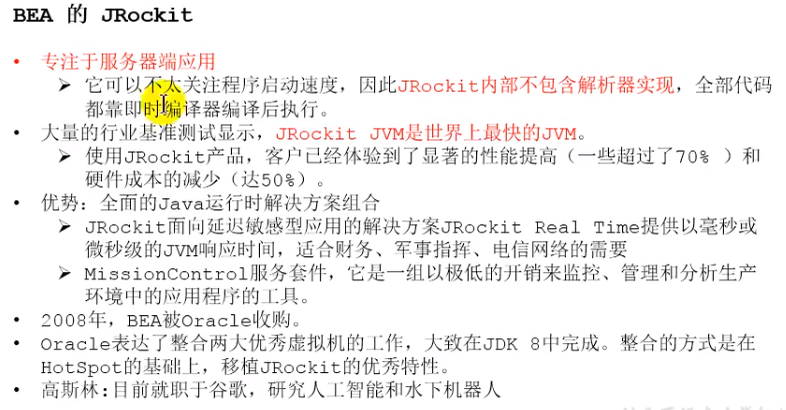 BEA 的 JRockit
• 专注于服务器端应用
➢ 它可以不太关注程序启动速度，因此JRockit内部不包含解析器实现，全部代码
都靠即时编译器编译后执行。
• 大量的行业基准测试显示，JRockit JVM是世界上最快的JVM。
➢ 使用JRockit产品，客户已经体验到了显著的性能提高（一些超过了70% ）和
硬件成本的减少（达50%）。
• 优势：全面的Java运行时解决方案组合
➢ JRockit面向延迟敏感型应用的解决方案JRockit Real Time提供以毫秒或
微秒级的JVM响应时间，适合财务、军事指挥、电信网络的需要
➢ MissionControl服务套件，它是一组以极低的开销来监控、管理和分析生产
环境中的应用程序的工具。
• 2008年，BEA被Oracle收购。
• Oracle表达了整合两大优秀虚拟机的工作，大致在JDK 8中完成。整合的方式是在
HotSpot的基础上，移植JRockit的优秀特性。
• 高斯林:目前就职于谷歌，研究人工智能和水下机器人